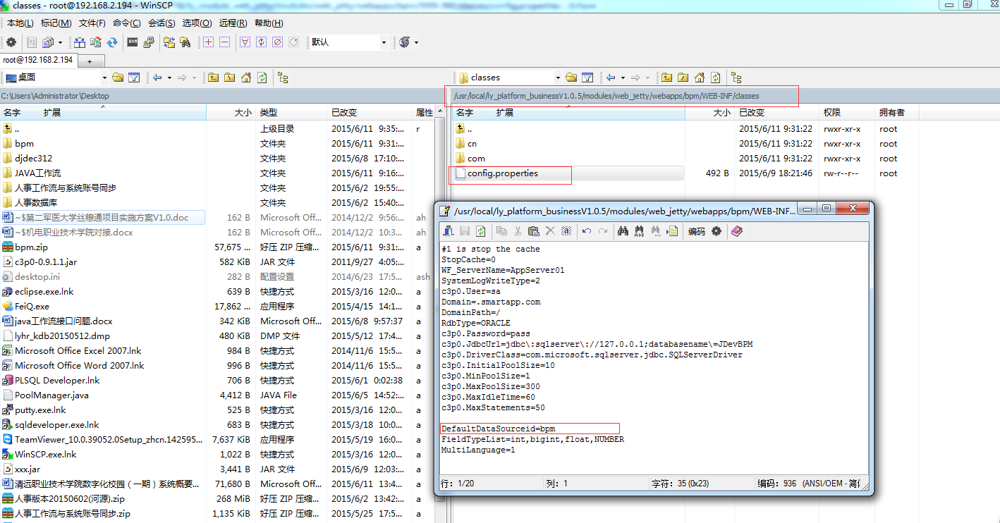 classes - root@192.168.2.194 - WinSCP
本地(L) 标记(M) 文件(F) 命令(C) 会话(S) 选项(O) 远程(R) 帮助(H)
默认
root@192.168.2.194 +
桌面
classes
C:\Users\Administrator\Desktop
/usr/local/ly_platform_businessV1.0.5/modules/web_jetty/webapps/bpm/WEB-INF/classes
名字 扩展 大小 类型 已改变 属性
.. 上级目录 2015/6/11 9:35:... r
bpm 文件夹 2015/6/11 9:31:...
djdec312 文件夹 2015/6/8 17:10:...
JAVA工作流 文件夹 2015/6/11 9:16:...
人事工作流与系统账号同步 文件夹 2015/6/2 19:55:...
人事数据库 文件夹 2015/6/2 15:40:...
~$第二军医大学丝穆通项目实施方案V1.0.doc 162 B Microsoft Off... 2014/12/2 9:56:... ah
~$机电职业技术学院对接.docx 162 B Microsoft Off... 2014/12/2 10:3... ah
bpm.zip 57,675 ... 好压 ZIP 压缩... 2015/6/11 9:31:... a
c3p0-0.9.1.1.jar 582 KiB JAR 文件 2011/9/27 4:05:... a
desktop.ini 282 B 配置设置 2014/6/23 17:5... ash
eclipse.exe.lnk 639 B 快捷方式 2015/3/16 12:0... a
FeiQ.exe 17,862 ... 应用程序 2015/4/15 14:1... a
java工作流接口问题.docx 342 KiB Microsoft Off... 2015/6/8 9:57:37 a
lyhr_kdb20150512.dmp 480 KiB DMP 文件 2015/5/12 17:4... a
Microsoft Office Excel 2007.lnk 984 B 快捷方式 2014/11/6 15:5... a
Microsoft Office Word 2007.lnk 996 B 快捷方式 2014/11/6 15:5... a
PLSQL Developer.lnk 706 B 快捷方式 2015/6/1 0:02:38 a
PoolManager.java 4,412 B JAVA File 2015/6/5 14:52:... a
putty.exe.lnk 525 B 快捷方式 2015/3/16 12:0... a
sqldeveloper.exe.lnk 683 B 快捷方式 2015/3/18 10:0... a
TeamViewer_10.0.39052.0Setup_zhcn.142595... 7,637 KiB 应用程序 2015/5/19 16:0... a
WinSCP.exe.lnk 1,022 B 快捷方式 2015/3/16 12:0... a
xxx.jar 3,441 B JAR 文件 2015/6/9 12:03:... a
清远职业技术学院数字化校园（一期）系统概要... 71,680 B Microsoft Off... 2015/6/11 13:4... a
人事版本20150602(河源).zip 268 MiB 好压 ZIP 压缩... 2015/6/2 13:42:... a
人事工作流与系统账号同步.zip 1,135 KiB 好压 ZIP 压缩... 2015/5/25 17:5... a
名字 扩展 大小 已改变 权限 拥有者
.. 2015/6/11 9:31:22 rwxr-xr-x root
cn 2015/6/11 9:31:22 rwxr-xr-x root
com 2015/6/11 9:31:22 rwxr-xr-x root
config.properties 492 B 2015/6/9 18:21:46 rw-r--r-- root
/usr/local/ly_platform_businessV1.0.5/modules/web_jetty/webapps/bpm/WEB-INF...
编码
#1 is stop the cache
StopCache=0
WF_ServerName=AppServer01
SystemLogWriteType=2
c3p0.User=sa
Domain=.smartapp.com
DomainPath=/
RdbType=ORACLE
c3p0.Password=pass
c3p0.JdbcUrl=jdbc\:sqlserver\://127.0.0.1;databasename\=JDevBPM
c3p0.DriverClass=com.microsoft.sqlserver.jdbc.SQLServerDriver
c3p0.InitialPoolSize=10
c3p0.MinPoolSize=1
c3p0.MaxPoolSize=300
c3p0.MaxIdleTime=60
c3p0.MaxStatements=50
DefaultDataSourceid=bpm
FieldTypeList=int,bigint,float,NUMBER
MultiLanguage=1
行: 1/20 列: 1 字符: 35 (0x23) 编码: 936 (ANSI/OEM - 简